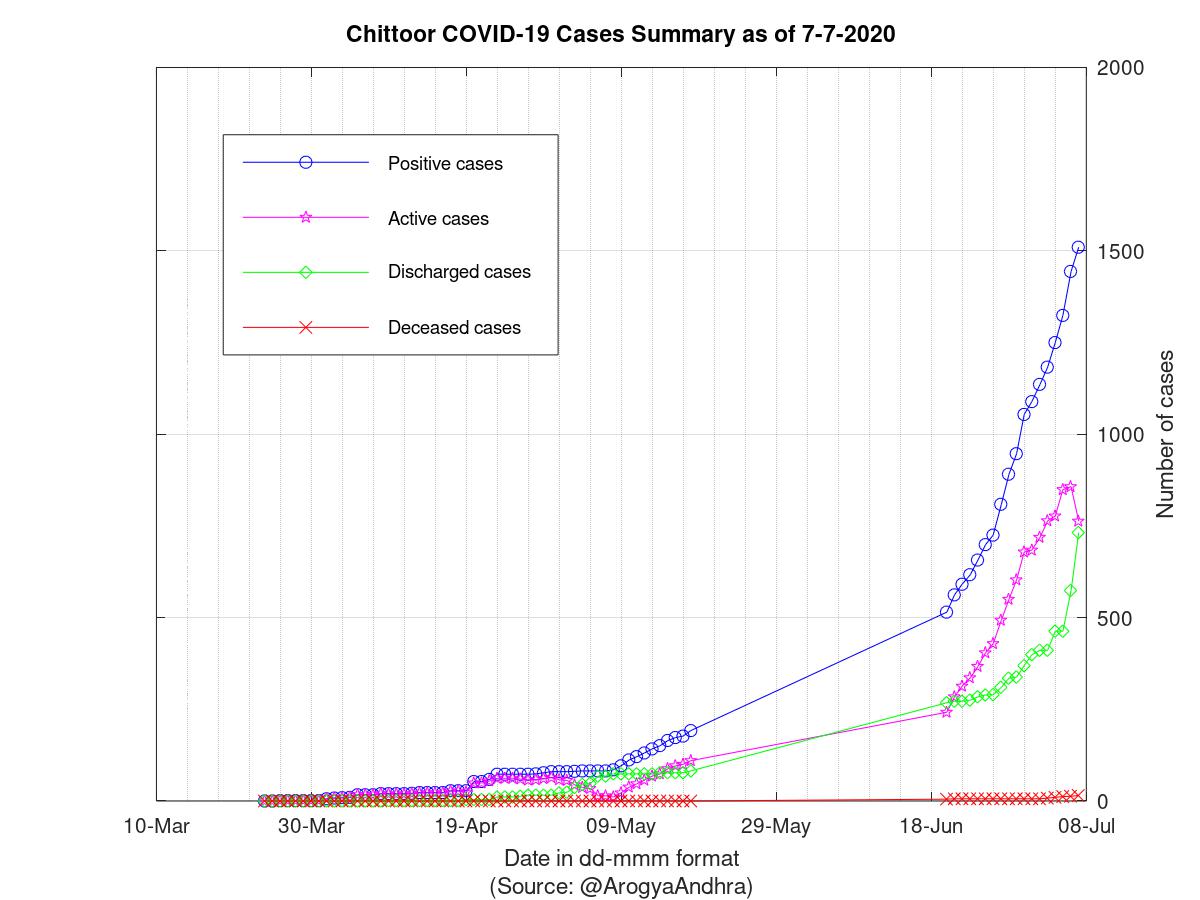 Chittoor COVID-19 Cases Summary as of 7-7-2020
2000
Positive cases
Active cases
1500
Discharged cases
Deceased cases
Number of cases
1000
500
0
10-Mar 30-Mar 19-Apr 09-May 29-May 18-Jun 08-Jul
Date in dd-mmm format
(Source: @ArogyaAndhra)